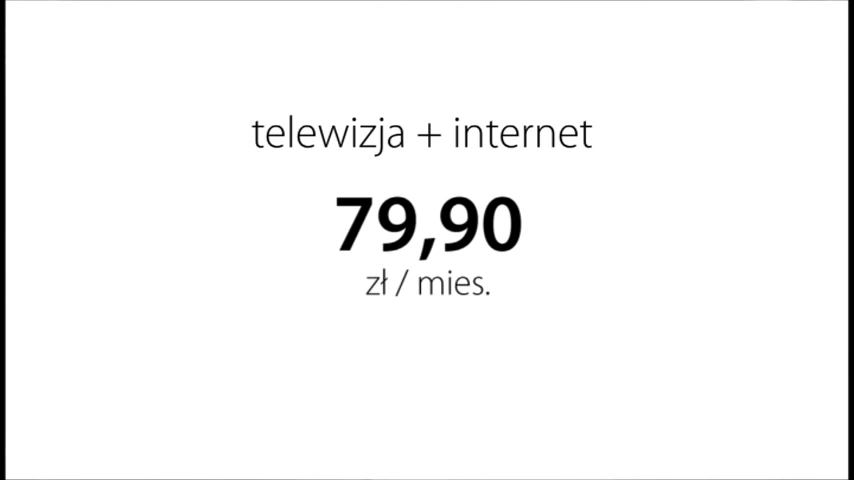 telewizja + internet
79,90
zł / mies.